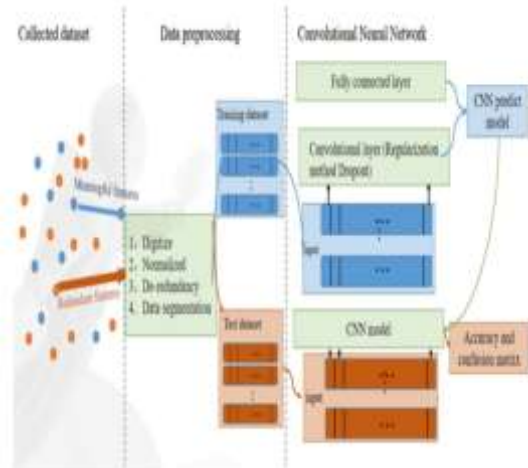 Collected dataset
Data preprocessing
Convolutional Neural Network
Training dataset
Fully connected layer
CNN predict
model
Convolutional layer (Regularization
method Dropout)
Meaningful features
input
1、Digitize
2、Normalized
3、De-redundancy
4、Data segmentation
Redundant features
Test dataset
CNN model
Accuracy and
confusion matrix
input